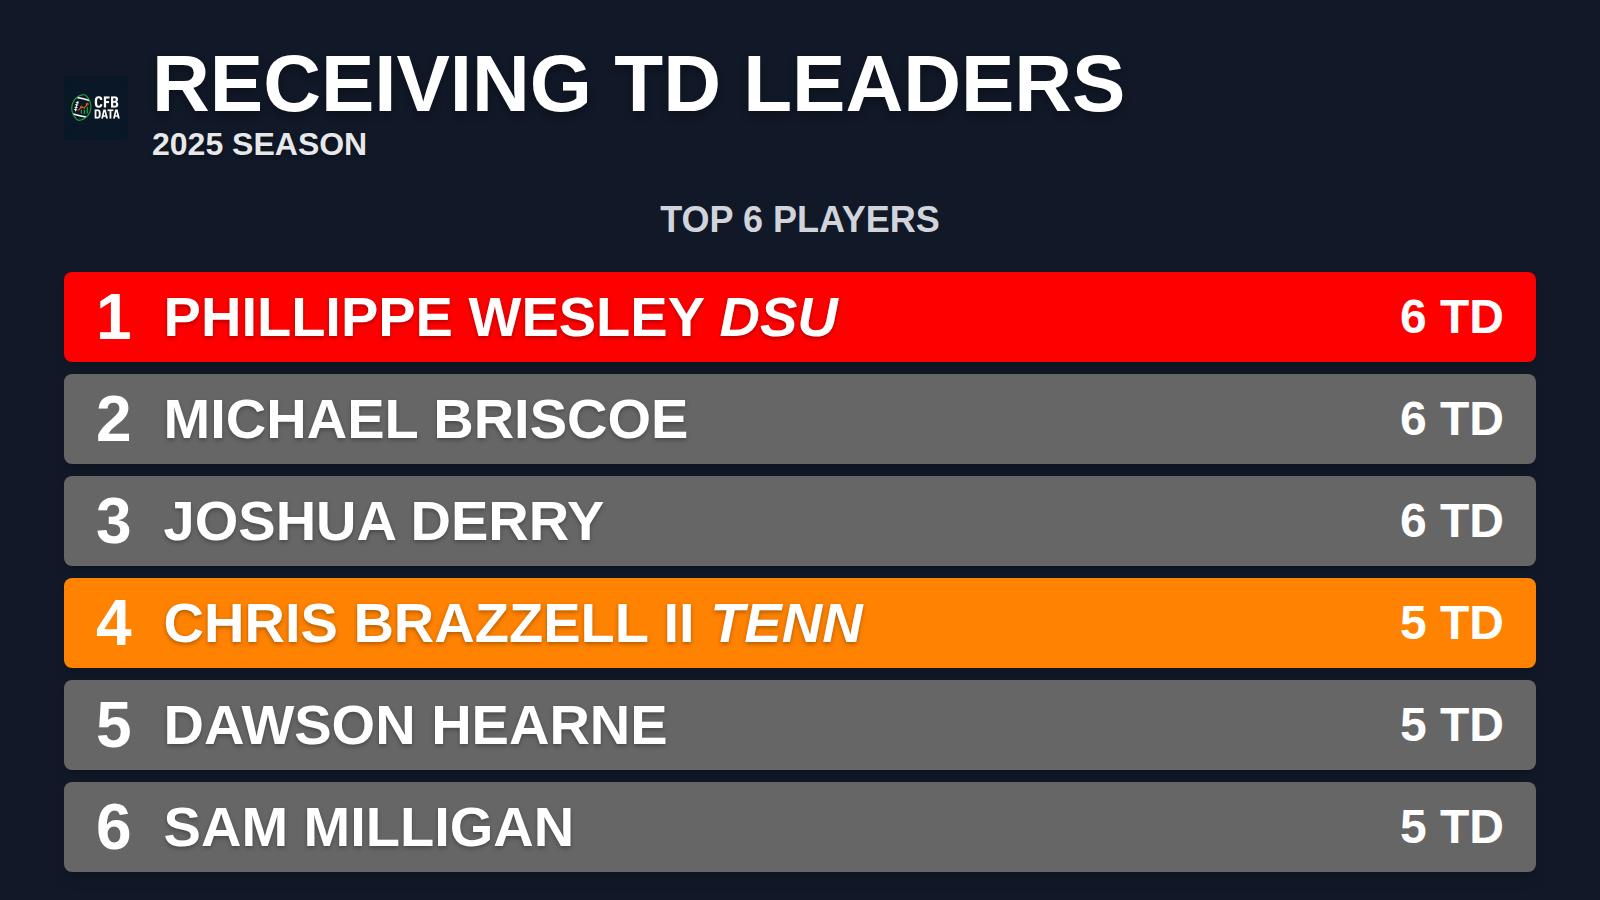 CFB
DATA
RECEIVING TD LEADERS
2025 SEASON
TOP 6 PLAYERS
1 PHILLIPPE WESLEY DSU 6 TD
2 MICHAEL BRISCOE 6 TD
3 JOSHUA DERRY 6 TD
4 CHRIS BRAZZELL II TENN 5 TD
5 DAWSON HEARNE 5 TD
6 SAM MILLIGAN 5 TD